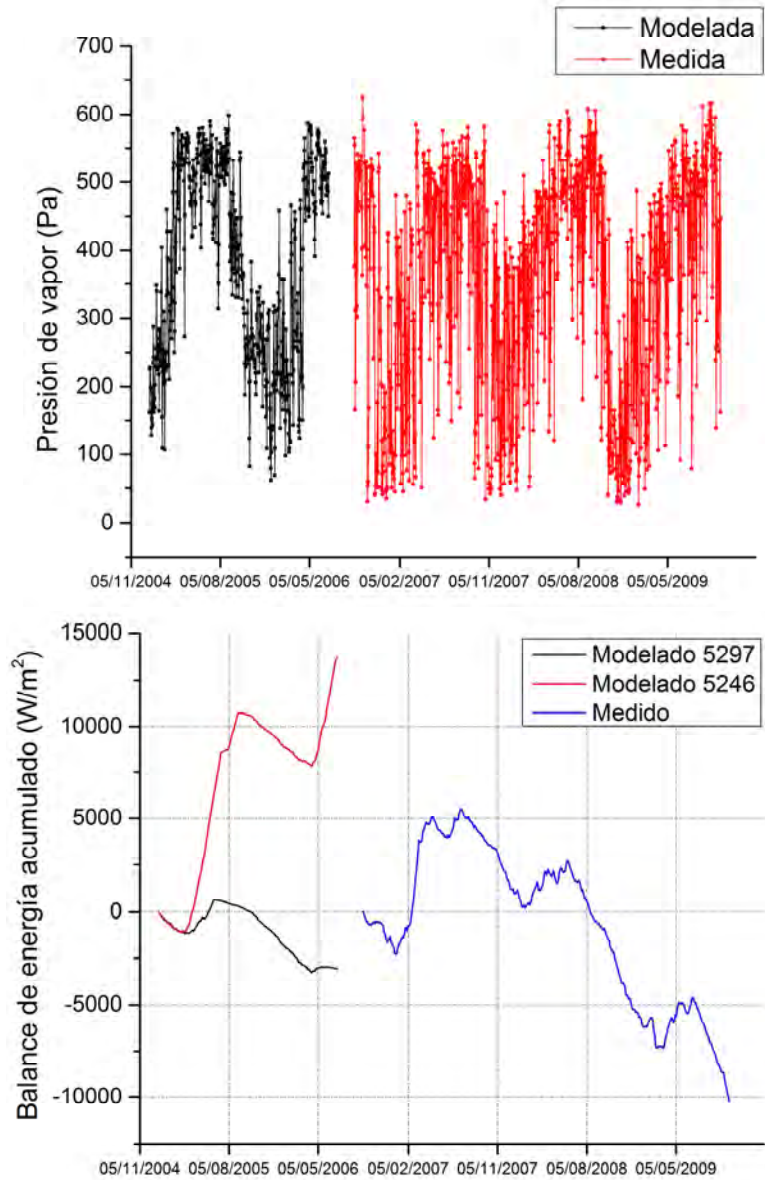 Modelada
Medida
700
600
500
400
300
200
100
0
Presión de vapor (Pa)
05/11/2004 05/08/2005 05/05/2006 05/02/2007 05/11/2007 05/08/2008 05/05/2009
Modelado 5297
Modelado 5246
Medido
15000
10000
5000
0
-5000
-10000
Balance de energía acumulado (W/m²)
05/11/2004 05/08/2005 05/05/2006 05/02/2007 05/11/2007 05/08/2008 05/05/2009